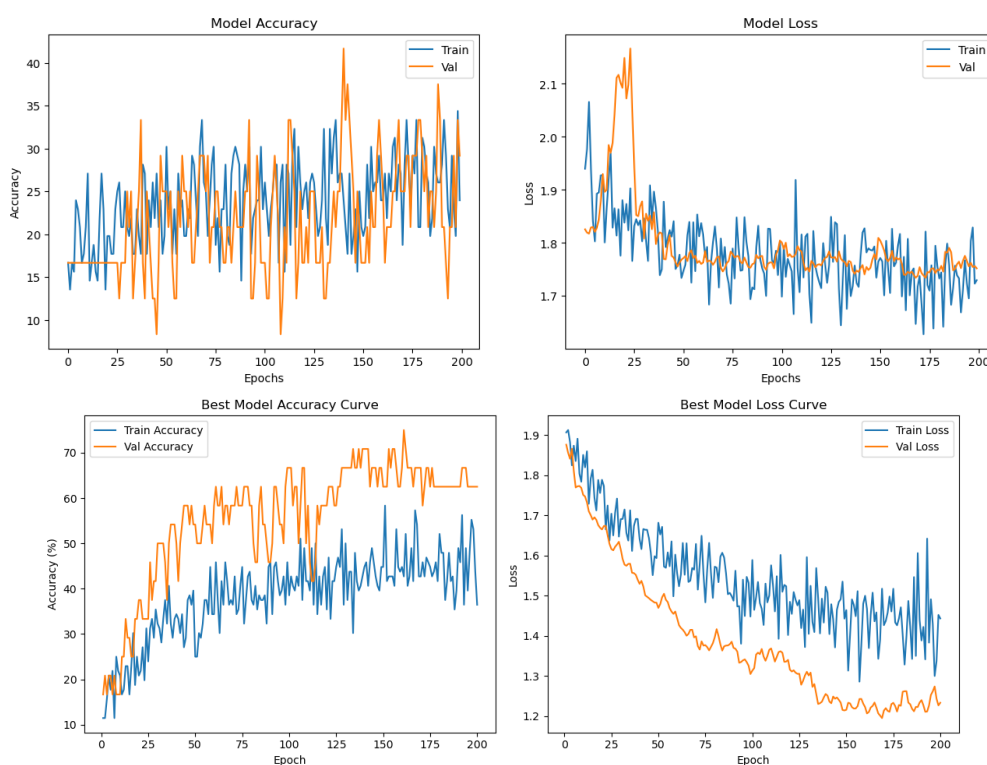 Model Accuracy
Accuracy
40
35
30
25
20
15
10
Train
Val
0 25 50 75 100 125 150 175 200
Epochs
Model Loss
Loss
2.1
2.0
1.9
1.8
1.7
Train
Val
0 25 50 75 100 125 150 175 200
Epochs
Best Model Accuracy Curve
Accuracy (%)
70
60
50
40
30
20
10
Train Accuracy
Val Accuracy
0 25 50 75 100 125 150 175 200
Epoch
Best Model Loss Curve
Loss
1.9
1.8
1.7
1.6
1.5
1.4
1.3
1.2
Train Loss
Val Loss
0 25 50 75 100 125 150 175 200
Epoch